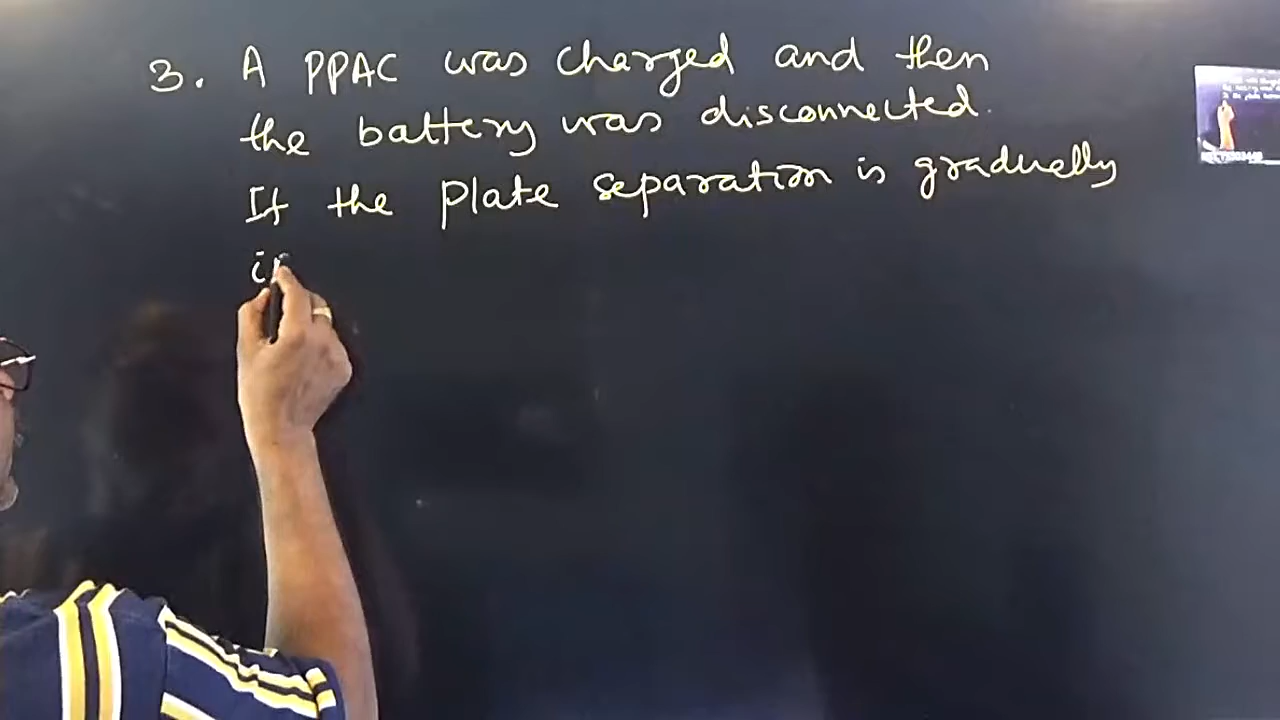 3. A PPAC was charged and then
the battery was disconnected.
If the plate separation is gradually